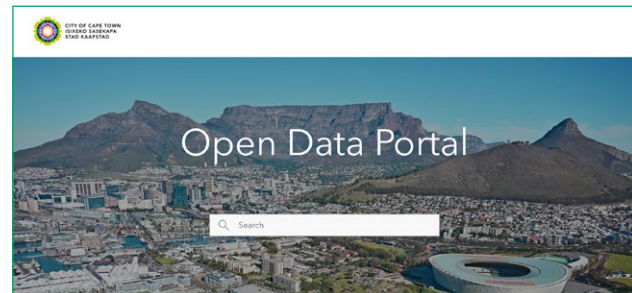 CITY OF CAPE TOWN
ISIXEKO SASEKAPA
STAD KAAPSTAD
Open Data Portal
Search